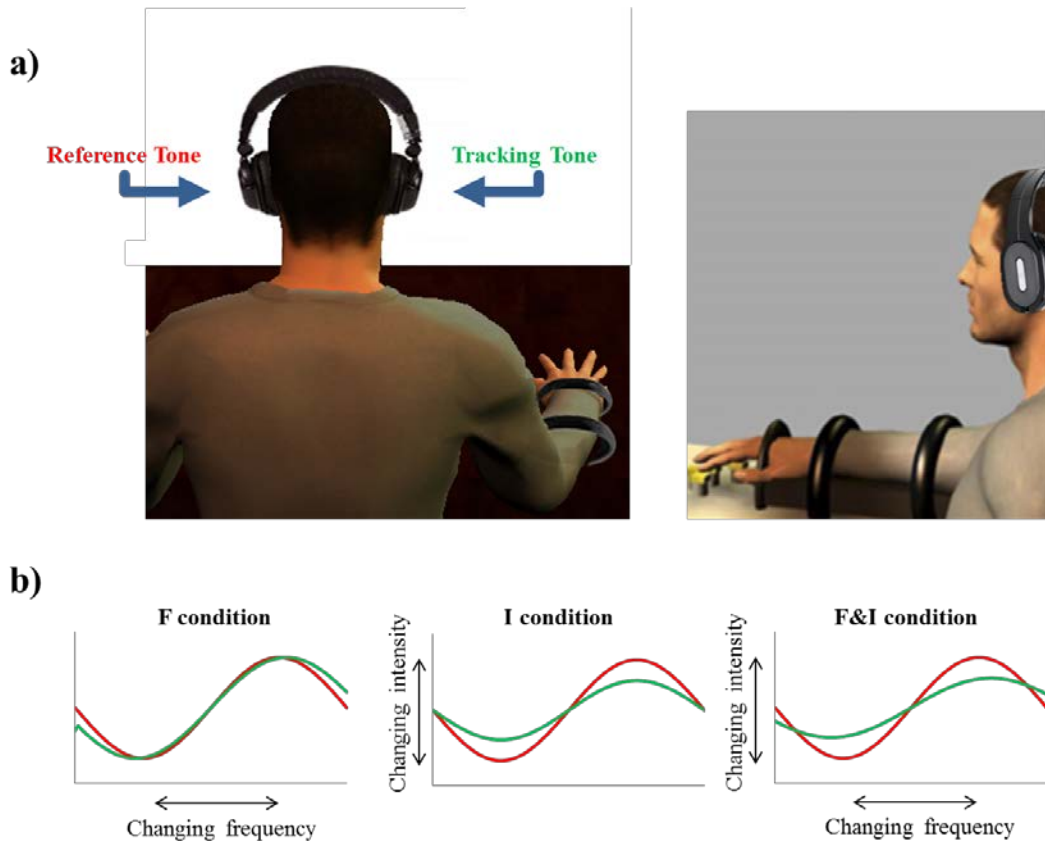 a)
Reference Tone
Tracking Tone
b)
F condition
I condition
F&I condition
Changing intensity
Changing intensity
Changing frequency
Changing frequency